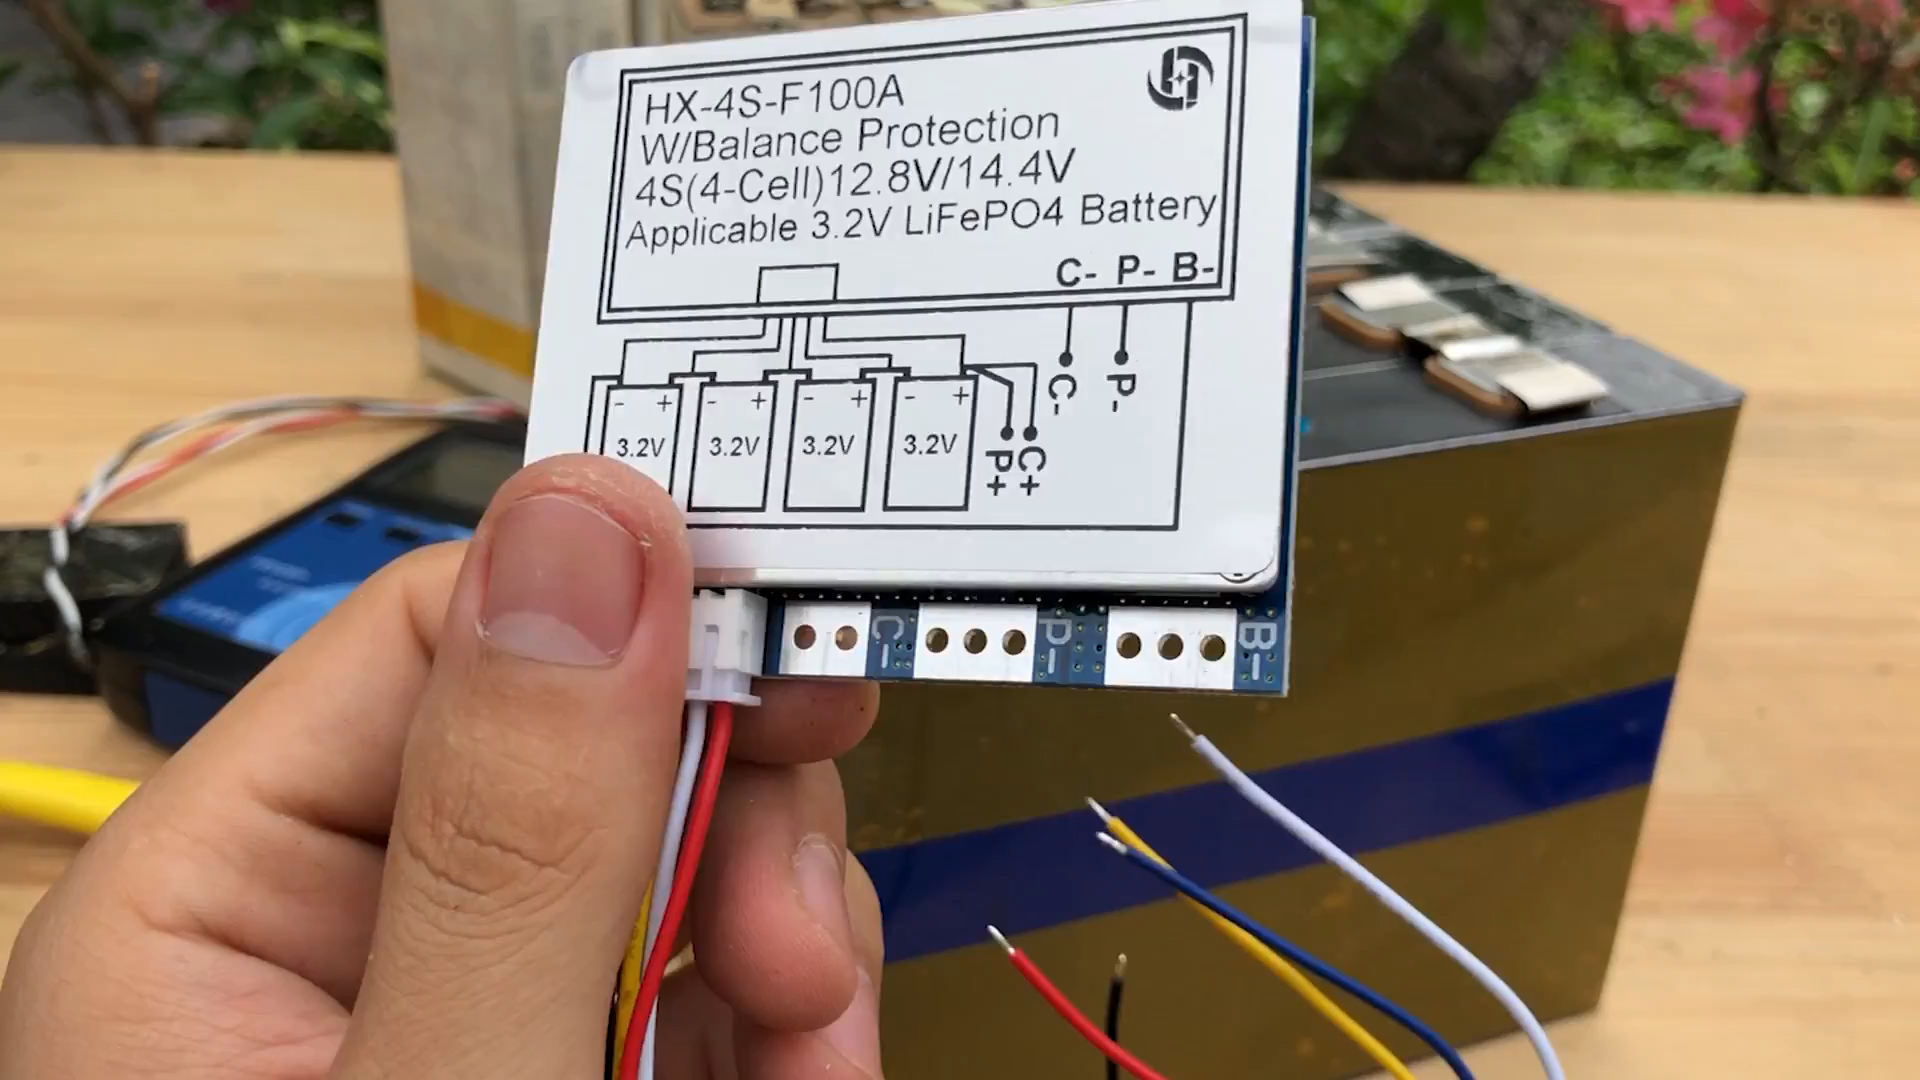 HX-4S-F100A
W/Balance Protection
4S(4-Cell)12.8V/14.4V
Applicable 3.2V LiFePO4 Battery
C- P- B-
C- P-
- + - + - + - +
3.2V 3.2V 3.2V 3.2V
P+ C+
C- P- B-